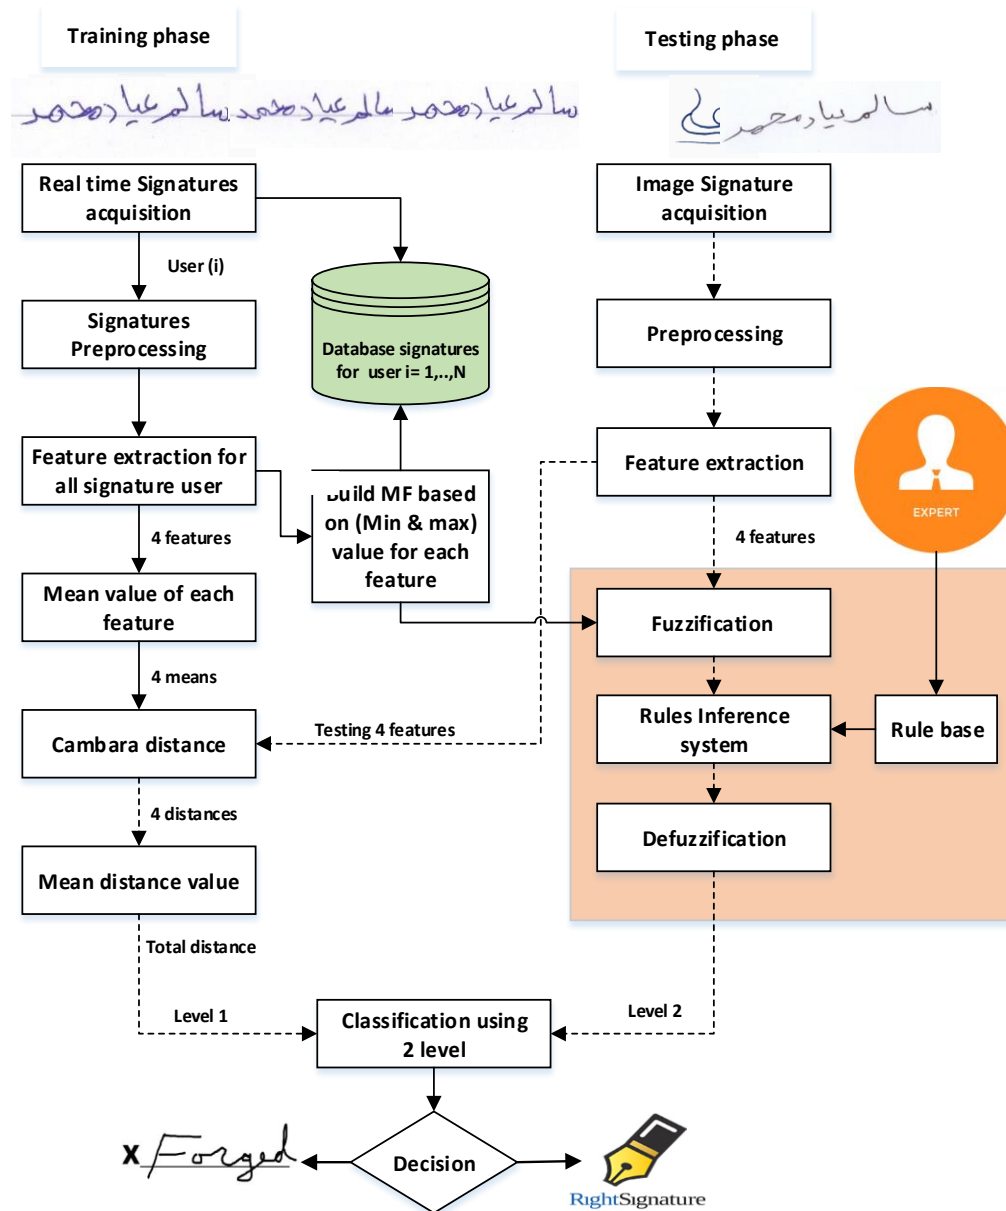 Training phase
Testing phase
سالم عياد محمد
سالم عياد محمد
سالم عياد محمد
سالم عياد محمد
Real time Signatures
acquisition
Image Signature
acquisition
User (i)
Signatures
Preprocessing
Database signatures
for user i= 1,..,N
Preprocessing
Feature extraction for
all signature user
Build MF based
on (Min & max)
value for each
feature
Feature extraction
EXPERT
4 features
4 features
Mean value of each
feature
Fuzzification
4 means
Cambara distance
Testing 4 features
Rules Inference
system
Rule base
4 distances
Defuzzification
Mean distance value
Total distance
Level 1
Classification using
2 level
Level 2
X Forged
Decision
RightSignature